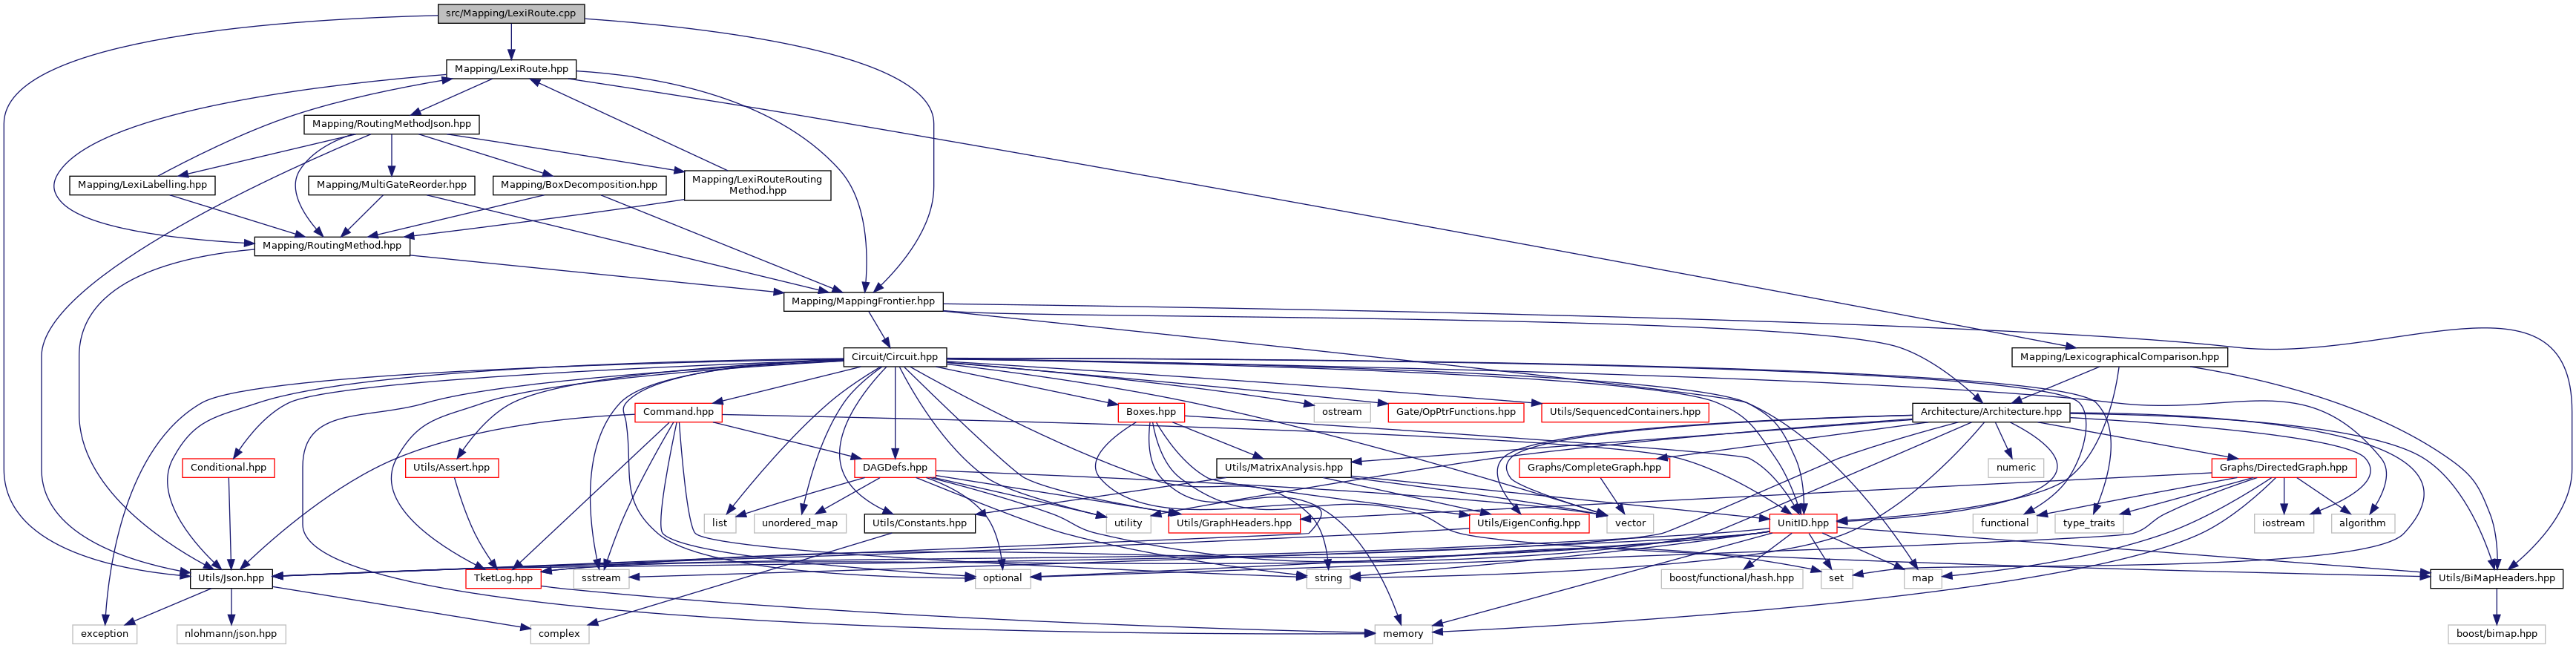 src/Mapping/LexiRoute.cpp
Mapping/LexiRoute.hpp
Mapping/RoutingMethodJson.hpp
Mapping/LexiLabelling.hpp
Mapping/MultiGateReorder.hpp
Mapping/BoxDecomposition.hpp
Mapping/LexiRouteRouting
Method.hpp
Mapping/RoutingMethod.hpp
Mapping/MappingFrontier.hpp
Circuit/Circuit.hpp
Mapping/LexicographicalComparison.hpp
Command.hpp
Boxes.hpp
ostream
Gate/OpPtrFunctions.hpp
Utils/SequencedContainers.hpp
Architecture/Architecture.hpp
Conditional.hpp
Utils/Assert.hpp
DAGDefs.hpp
Utils/MatrixAnalysis.hpp
Graphs/CompleteGraph.hpp
numeric
Graphs/DirectedGraph.hpp
list
unordered_map
Utils/Constants.hpp
utility
Utils/GraphHeaders.hpp
Utils/EigenConfig.hpp
vector
UnitID.hpp
functional
type_traits
iostream
algorithm
Utils/Json.hpp
TketLog.hpp
sstream
optional
string
boost/functional/hash.hpp
set
map
Utils/BiMapHeaders.hpp
exception
nlohmann/json.hpp
complex
memory
boost/bimap.hpp